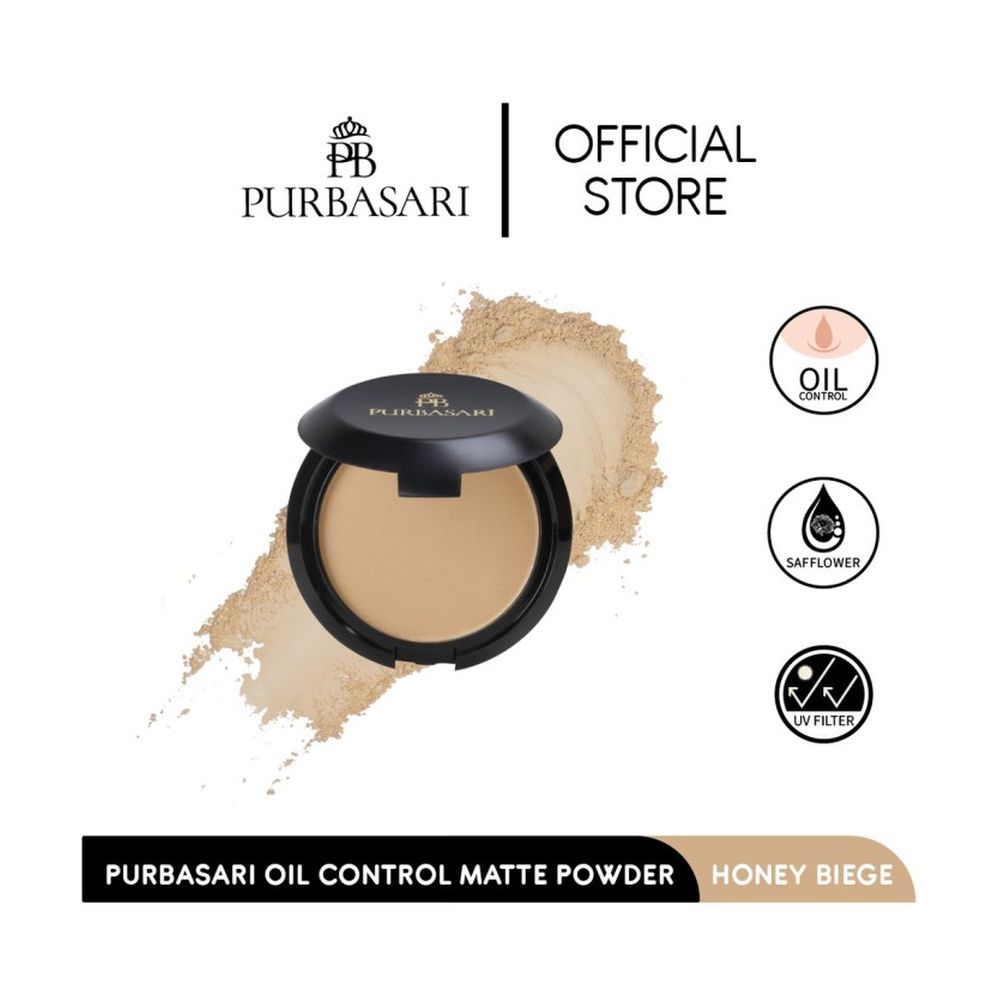 PB
PURBASARI
OFFICIAL
STORE
PB
PURBASARI
OIL
CONTROL
SAFFLOWER
UV FILTER
PURBASARI OIL CONTROL MATTE POWDER
HONEY BIEGE